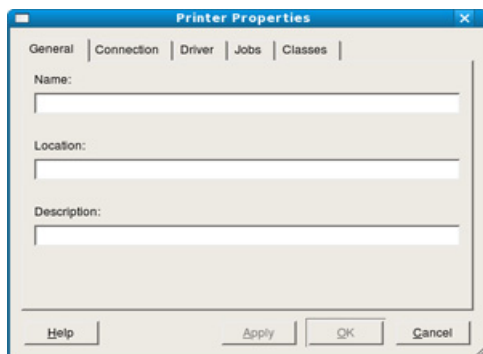 Printer Properties
General Connection Driver Jobs Classes
Name:
Location:
Description:
Help Apply OK Cancel